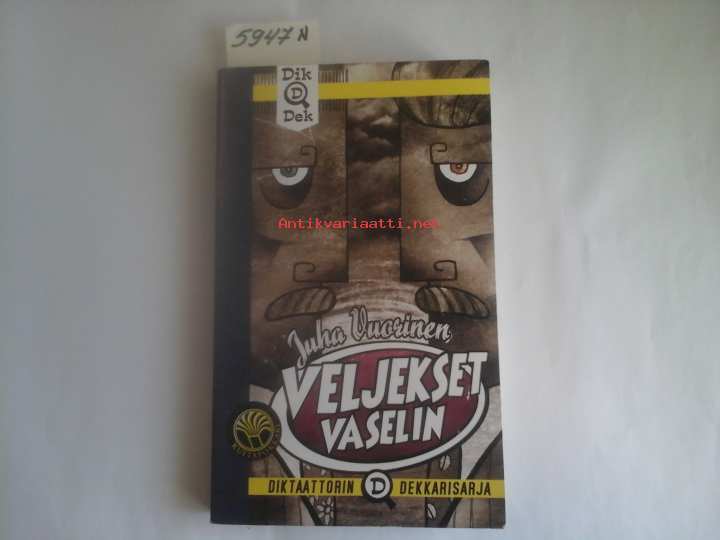 5947 N
Dik
D
Dek
Antikvariaatti.net
Juha Vuorinen
VELJEKSET
VASELIN
DIKTAATTORIN D DEKKARISARJA